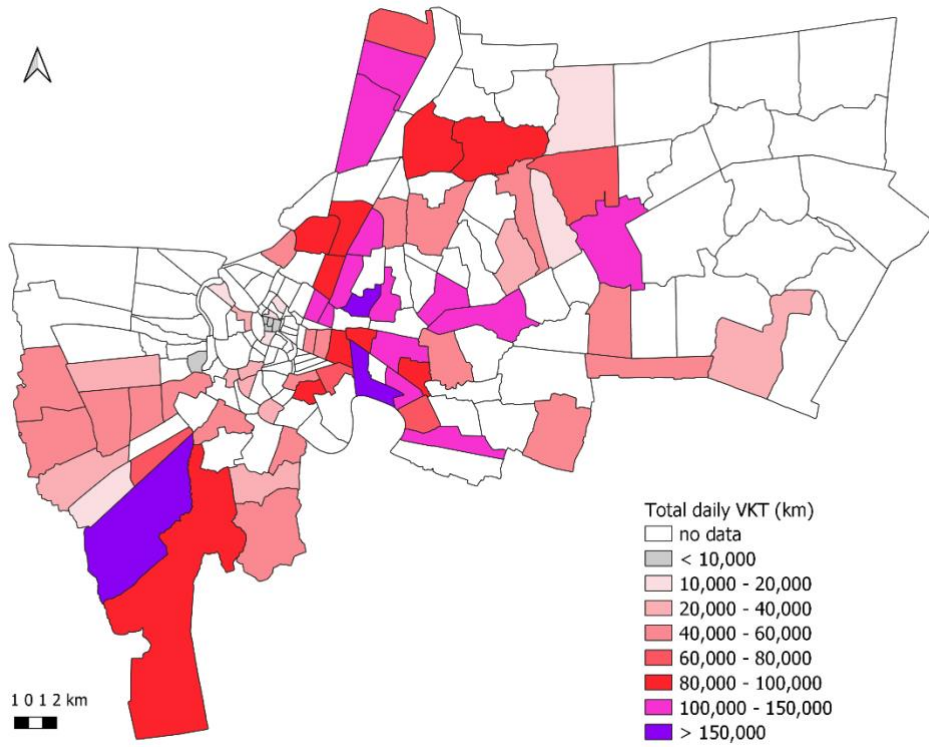 Total daily VKT (km)
no data
< 10,000
10,000 - 20,000
20,000 - 40,000
40,000 - 60,000
60,000 - 80,000
80,000 - 100,000
100,000 - 150,000
> 150,000
1 0 1 2 km